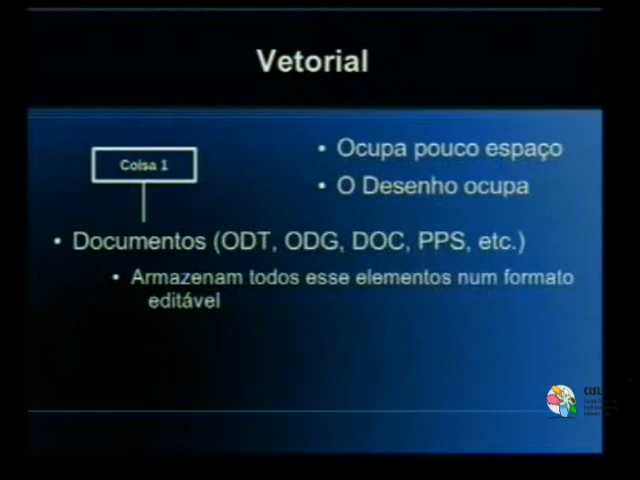 Vetorial
Coisa 1
• Ocupa pouco espaço
• O Desenho ocupa
• Documentos (ODT, ODG, DOC, PPS, etc.)
• Armazenam todos esse elementos num formato
editável
CISL